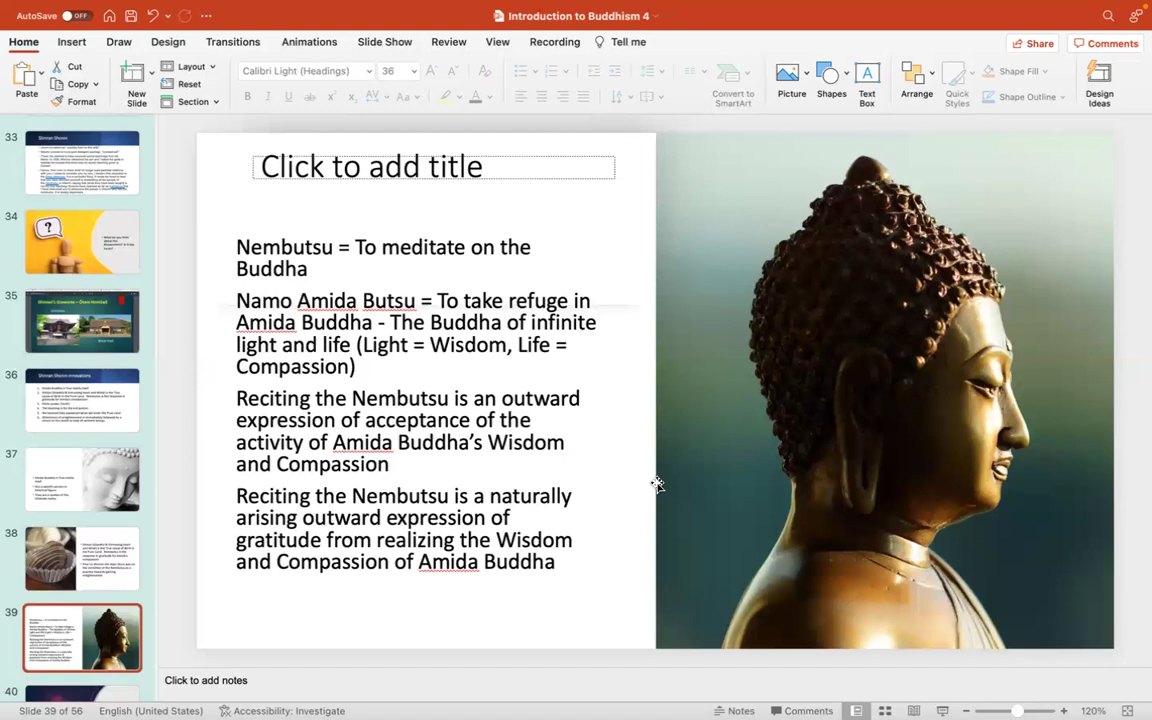 AutoSave OFF
Introduction to Buddhism 4
Home Insert Draw Design Transitions Animations Slide Show Review View Recording Tell me
Share Comments
Paste
Cut
Copy
Format
New Slide
Layout
Reset
Section
Calibri Light (Headings) 36
Convert to SmartArt
Picture
Shapes
Text Box
Arrange
Quick Styles
Shape Fill
Shape Outline
Design Ideas
33
34
35
36
37
38
39
40
Click to add title
Nembutsu = To meditate on the
Buddha
Namo Amida Butsu = To take refuge in
Amida Buddha - The Buddha of infinite
light and life (Light = Wisdom, Life =
Compassion)
Reciting the Nembutsu is an outward
expression of acceptance of the
activity of Amida Buddha’s Wisdom
and Compassion
Reciting the Nembutsu is a naturally
arising outward expression of
gratitude from realizing the Wisdom
and Compassion of Amida Buddha
Click to add notes
Slide 39 of 56 English (United States) Accessibility: Investigate
Notes Comments 120%